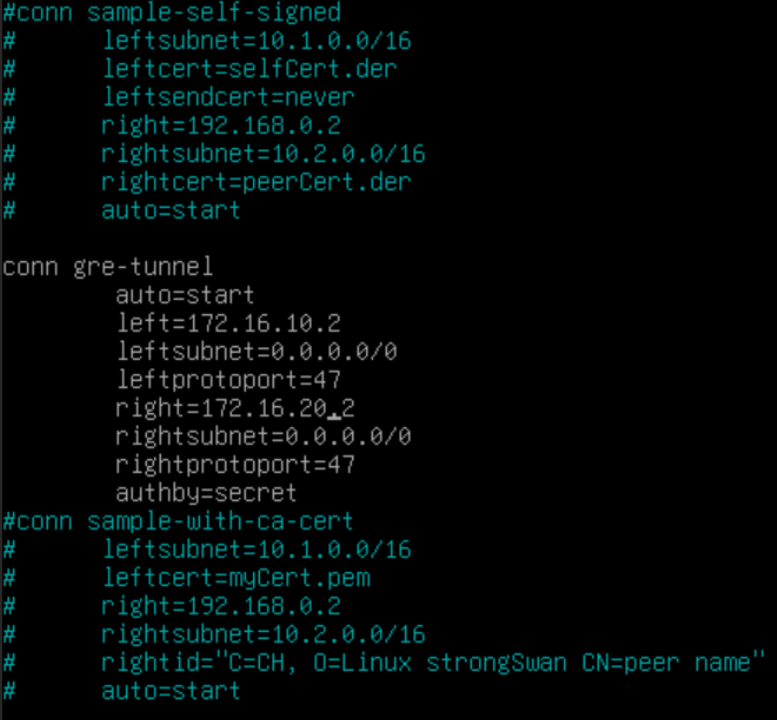 #conn sample-self-signed
#      leftsubnet=10.1.0.0/16
#      leftcert=selfCert.der
#      leftsendcert=never
#      right=192.168.0.2
#      rightsubnet=10.2.0.0/16
#      rightcert=peerCert.der
#      auto=start

conn gre-tunnel
        auto=start
        left=172.16.10.2
        leftsubnet=0.0.0.0/0
        leftprotoport=47
        right=172.16.20.2
        rightsubnet=0.0.0.0/0
        rightprotoport=47
        authby=secret
#conn sample-with-ca-cert
#      leftsubnet=10.1.0.0/16
#      leftcert=myCert.pem
#      right=192.168.0.2
#      rightsubnet=10.2.0.0/16
#      rightid="C=CH, O=Linux strongSwan CN=peer name"
#      auto=start